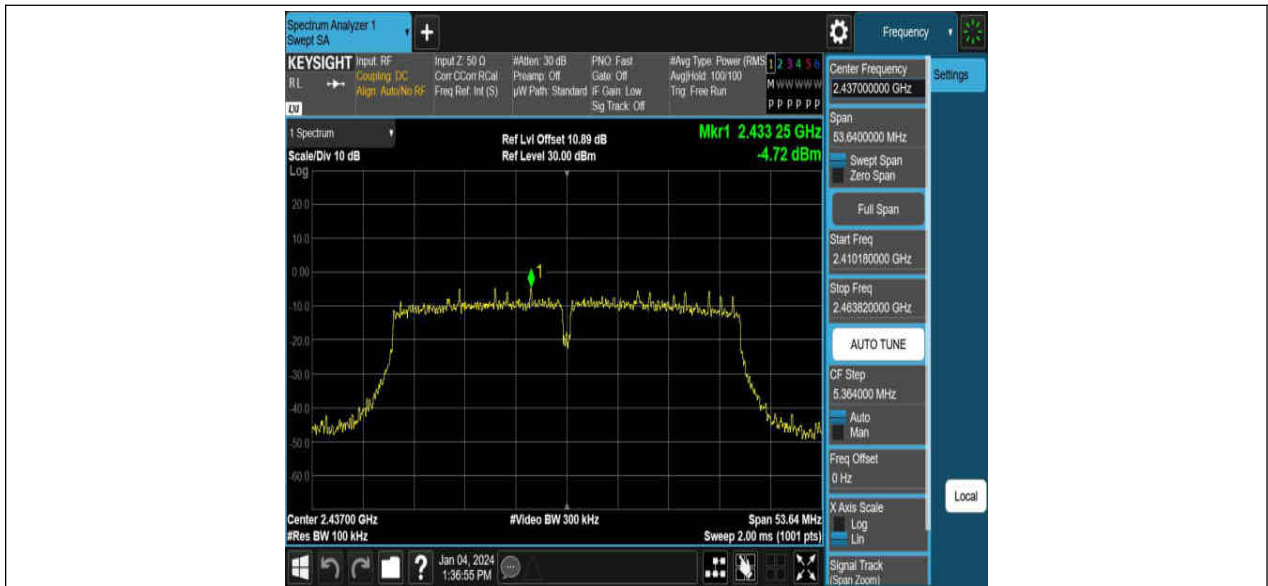 Spectrum Analyzer 1
Swept SA
+
Frequency
KEYSIGHT
RL
LXI
Input: RF
Coupling: DC
Align: Auto/No RF
Input Z: 50 Ω
Corr CCorr RCal
Freq Ref: Int (S)
#Atten: 30 dB
Preamp: Off
µW Path: Standard
PNO: Fast
Gate: Off
IF Gain: Low
Sig Track: Off
#Avg Type: Power (RMS
Avg|Hold: 100/100
Trig: Free Run
1 2 3 4 5 6
M W W W W W
P P P P P P
1 Spectrum
Scale/Div 10 dB
Log
Ref Lvl Offset 10.89 dB
Ref Level 30.00 dBm
Mkr1 2.433 25 GHz
-4.72 dBm
20.0
10.0
0.00
-10.0
-20.0
-30.0
-40.0
-50.0
-60.0
1
Center 2.43700 GHz
#Res BW 100 kHz
#Video BW 300 kHz
Span 53.64 MHz
Sweep 2.00 ms (1001 pts)
Jan 04, 2024
1:36:55 PM
?
Center Frequency
2.437000000 GHz
Settings
Span
53.6400000 MHz
Swept Span
Zero Span
Full Span
Start Freq
2.410180000 GHz
Stop Freq
2.463820000 GHz
AUTO TUNE
CF Step
5.364000 MHz
Auto
Man
Freq Offset
0 Hz
X Axis Scale
Log
Lin
Local
Signal Track
(Span Zoom)